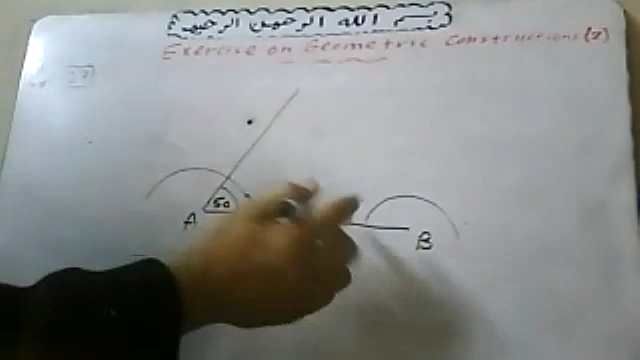 بسم الله الرحمن الرحيم
Exercise on Geometric Constructions (2)
50
A
B